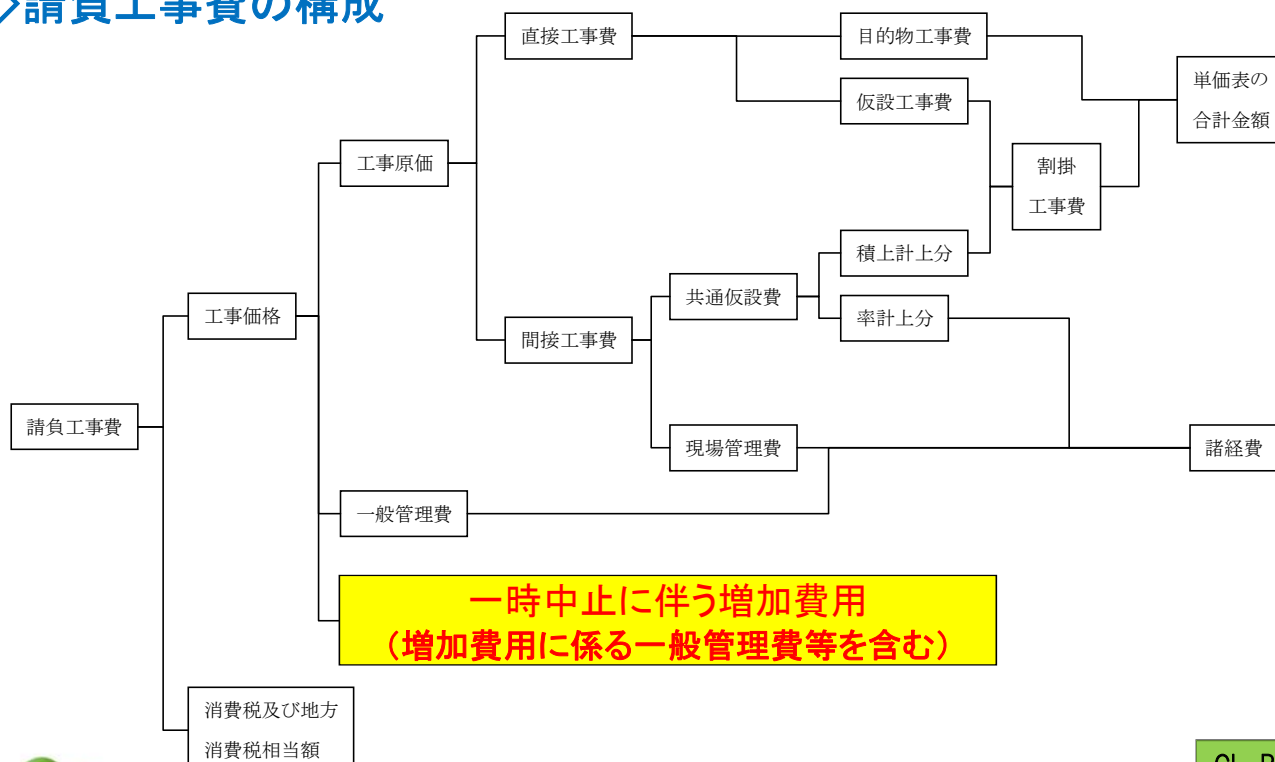 請負工事費の構成
直接工事費
目的物工事費
単価表の
合計金額
仮設工事費
工事原価
割掛
工事費
積上計上分
共通仮設費
率計上分
工事価格
間接工事費
請負工事費
現場管理費
諸経費
一般管理費
一時中止に伴う増加費用
（増加費用に係る一般管理費等を含む）
消費税及び地方
消費税相当額